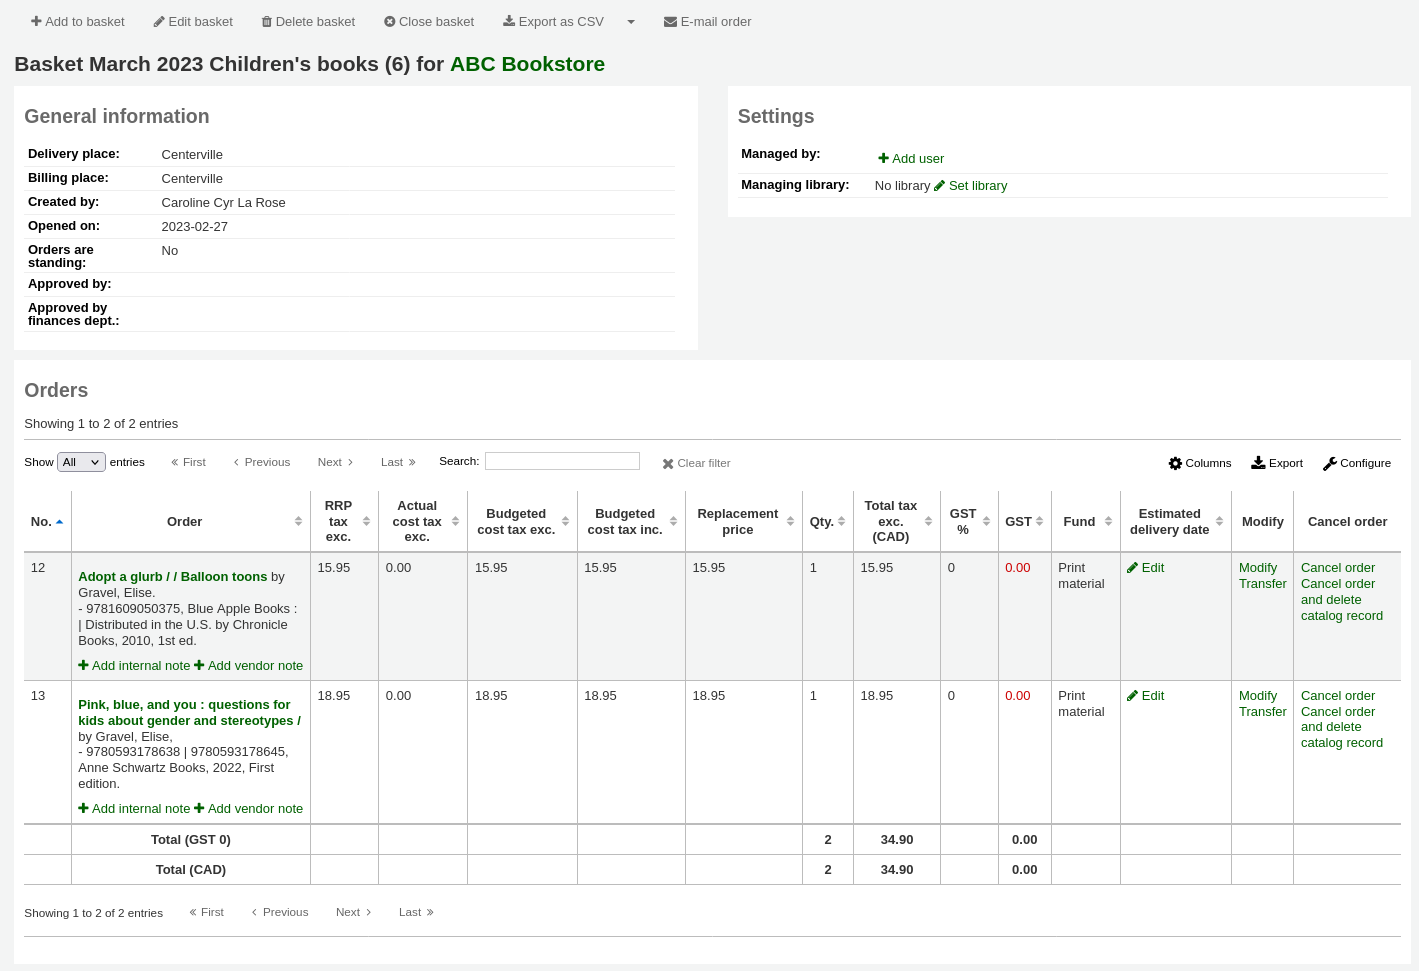 Add to basket Edit basket Delete basket Close basket Export as CSV E-mail order
Basket March 2023 Children's books (6) for ABC Bookstore
General information
Delivery place: Centerville
Billing place: Centerville
Created by: Caroline Cyr La Rose
Opened on: 2023-02-27
Orders are
standing: No
Approved by:
Approved by
finances dept.:
Settings
Managed by: Add user
Managing library: No library Set library
Orders
Showing 1 to 2 of 2 entries
Show All entries First Previous Next Last Search: Clear filter Columns Export Configure
No. Order RRP tax exc. Actual cost tax exc. Budgeted cost tax exc. Budgeted cost tax inc. Replacement price Qty. Total tax exc. (CAD) GST % GST Fund Estimated delivery date Modify Cancel order
12
Adopt a glurb / / Balloon toons by
Gravel, Elise.
- 9781609050375, Blue Apple Books :
| Distributed in the U.S. by Chronicle
Books, 2010, 1st ed.
Add internal note Add vendor note
15.95 0.00 15.95 15.95 15.95 1 15.95 0 0.00
Print
material
Edit
Modify
Transfer
Cancel order
Cancel order
and delete
catalog record
13
Pink, blue, and you : questions for
kids about gender and stereotypes /
by Gravel, Elise,
- 9780593178638 | 9780593178645,
Anne Schwartz Books, 2022, First
edition.
Add internal note Add vendor note
18.95 0.00 18.95 18.95 18.95 1 18.95 0 0.00
Print
material
Edit
Modify
Transfer
Cancel order
Cancel order
and delete
catalog record
Total (GST 0) 2 34.90 0.00
Total (CAD) 2 34.90 0.00
Showing 1 to 2 of 2 entries First Previous Next Last